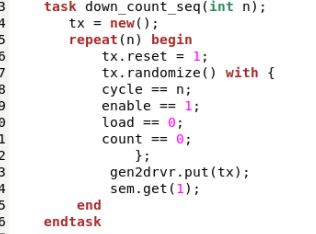 3 task down_count_seq(int n);
4 tx = new();
5 repeat(n) begin
6 tx.reset = 1;
7 tx.randomize() with {
8 cycle == n;
9 enable == 1;
0 load == 0;
1 count == 0;
2 };
3 gen2drvr.put(tx);
4 sem.get(1);
5 end
6 endtask